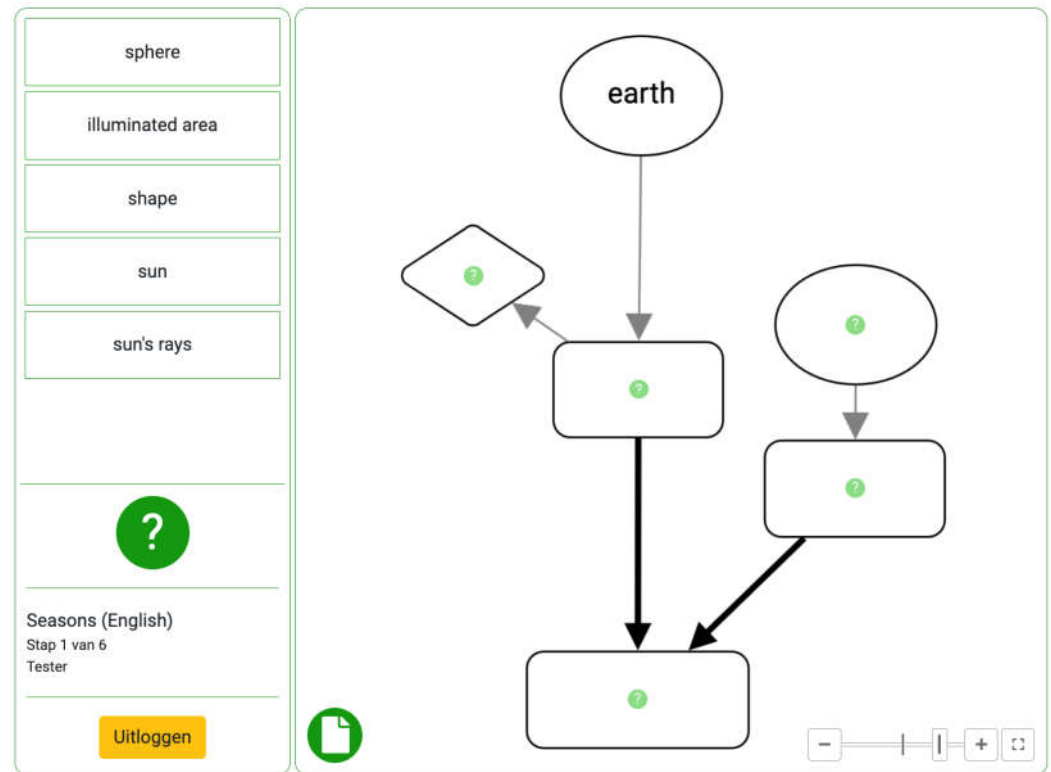 sphere
illuminated area
shape
sun
sun's rays
?
Seasons (English)
Stap 1 van 6
Tester
Uitloggen
earth
?
?
?
?
?
− +